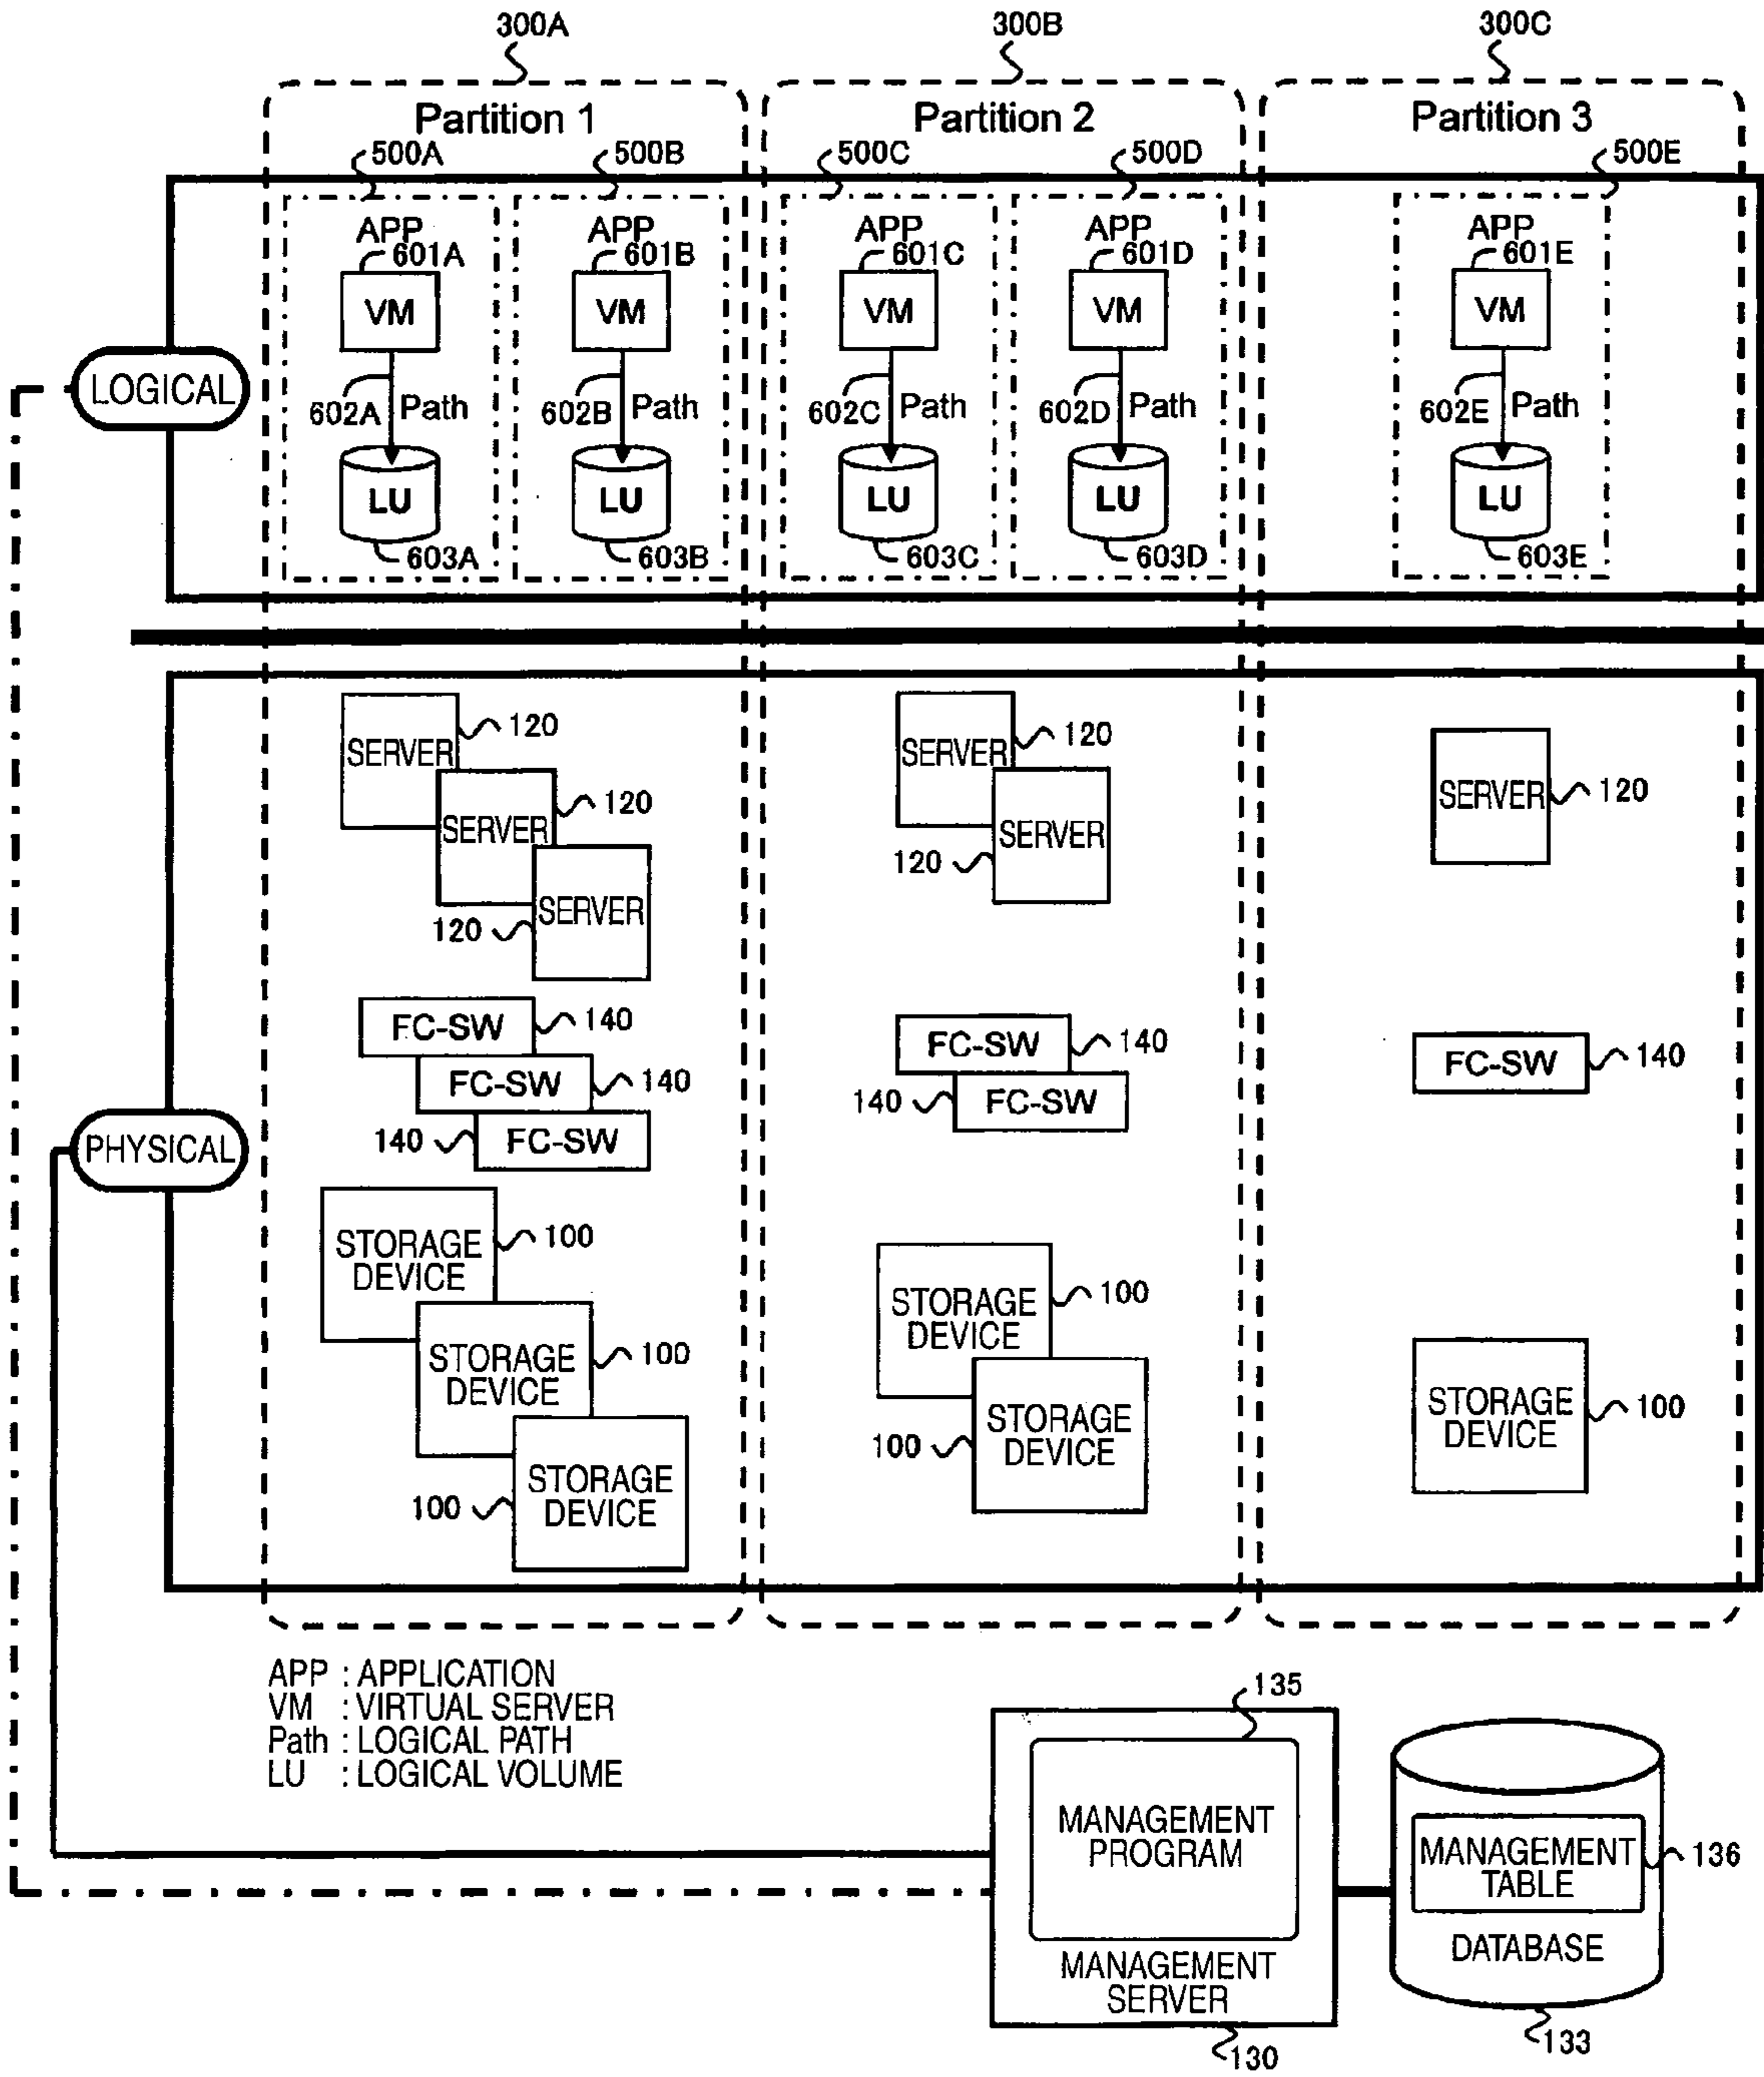 300A 300B 300C
Partition 1 Partition 2 Partition 3
500A 500B 500C 500D 500E
APP APP APP APP APP
601A 601B 601C 601D 601E
VM VM VM VM VM
LOGICAL
602A Path 602B Path 602C Path 602D Path 602E Path
LU LU LU LU LU
603A 603B 603C 603D 603E
SERVER 120
SERVER 120
120 SERVER
SERVER 120
120 SERVER
SERVER 120
FC-SW 140
FC-SW 140
140 FC-SW
FC-SW 140
140 FC-SW
FC-SW 140
PHYSICAL
STORAGE
DEVICE
100
STORAGE
DEVICE
100
100
STORAGE
DEVICE
STORAGE
DEVICE
100
100
STORAGE
DEVICE
STORAGE
DEVICE
100
APP : APPLICATION
VM : VIRTUAL SERVER
Path : LOGICAL PATH
LU : LOGICAL VOLUME
135
MANAGEMENT
PROGRAM
MANAGEMENT
SERVER
130
MANAGEMENT
TABLE
136
DATABASE
133